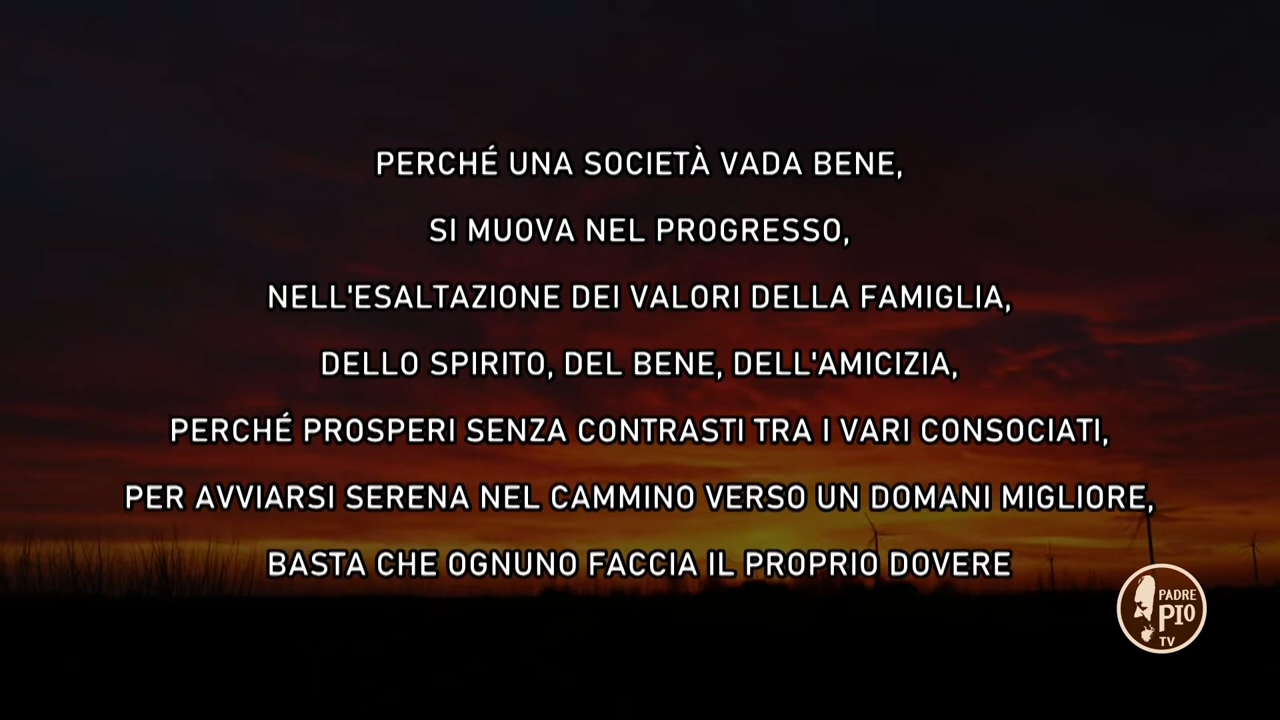 PERCHÉ UNA SOCIETÀ VADA BENE,
SI MUOVA NEL PROGRESSO,
NELL'ESALTAZIONE DEI VALORI DELLA FAMIGLIA,
DELLO SPIRITO, DEL BENE, DELL'AMICIZIA,
PERCHÉ PROSPERI SENZA CONTRASTI TRA I VARI CONSOCIATI,
PER AVVIARSI SERENA NEL CAMMINO VERSO UN DOMANI MIGLIORE,
BASTA CHE OGNUNO FACCIA IL PROPRIO DOVERE
PADRE
PIO
TV